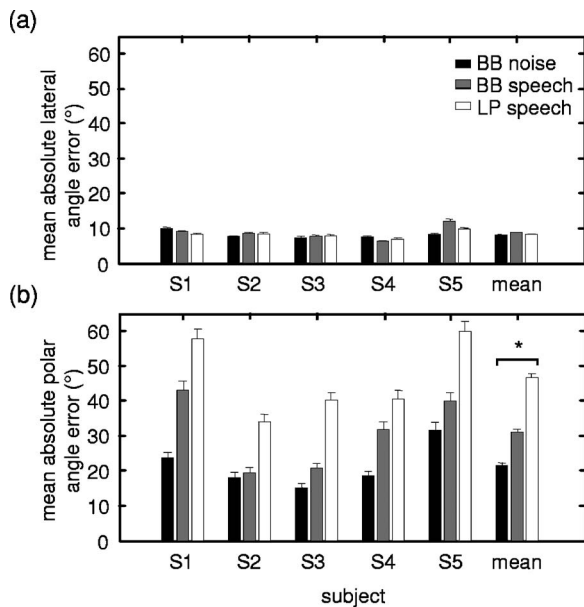 (a)
mean absolute lateral
angle error (°)
60
50
40
30
20
10
0
BB noise
BB speech
LP speech
S1 S2 S3 S4 S5 mean
(b)
mean absolute polar
angle error (°)
60
50
40
30
20
10
0
*
S1 S2 S3 S4 S5 mean
subject